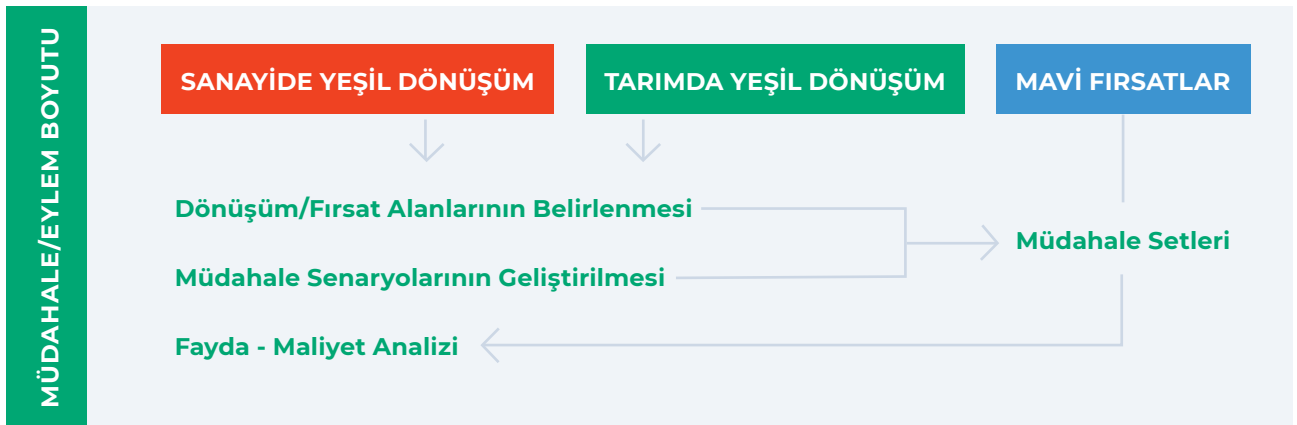 MÜDAHALE/EYLEM BOYUTU
SANAYİDE YEŞİL DÖNÜŞÜM
TARIMDA YEŞİL DÖNÜŞÜM
MAVİ FIRSATLAR
Dönüşüm/Fırsat Alanlarının Belirlenmesi
Müdahale Senaryolarının Geliştirilmesi
Müdahale Setleri
Fayda - Maliyet Analizi